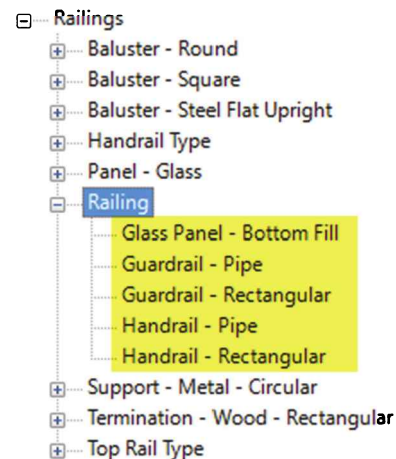 Railings
Baluster - Round
Baluster - Square
Baluster - Steel Flat Upright
Handrail Type
Panel - Glass
Railing
Glass Panel - Bottom Fill
Guardrail - Pipe
Guardrail - Rectangular
Handrail - Pipe
Handrail - Rectangular
Support - Metal - Circular
Termination - Wood - Rectangular
Top Rail Type